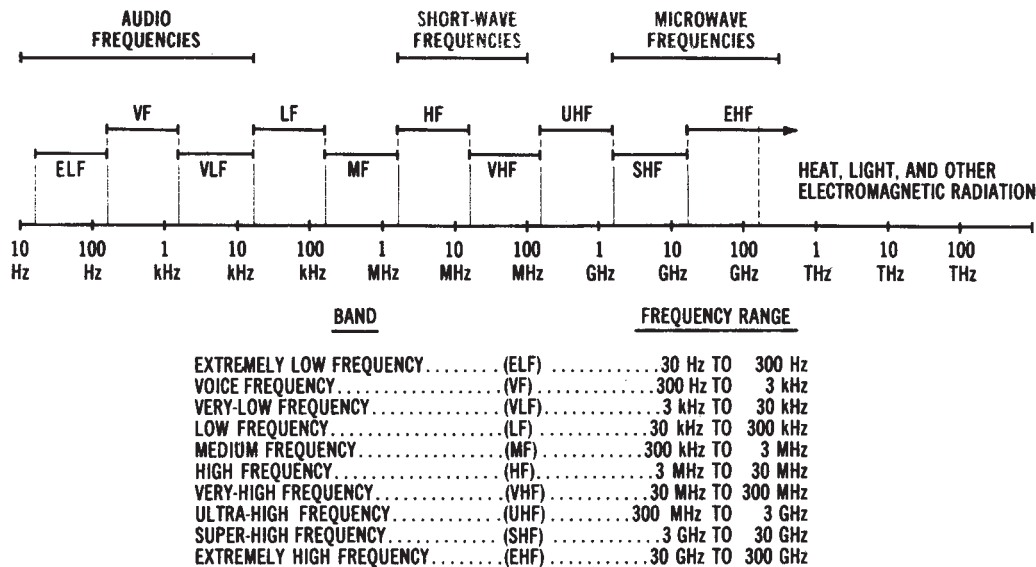 AUDIO FREQUENCIES
SHORT-WAVE FREQUENCIES
MICROWAVE FREQUENCIES
VF
LF
HF
UHF
EHF
ELF
VLF
MF
VHF
SHF
HEAT, LIGHT, AND OTHER
ELECTROMAGNETIC RADIATION
10 100 1 10 100 1 10 100 1 10 100 1 10 100
Hz Hz kHz kHz kHz MHz MHz MHz GHz GHz GHz THz THz THz
BAND FREQUENCY RANGE
EXTREMELY LOW FREQUENCY........(ELF)............30 Hz TO 300 Hz
VOICE FREQUENCY...................(VF)..............300 Hz TO 3 kHz
VERY-LOW FREQUENCY..............(VLF)..............3 kHz TO 30 kHz
LOW FREQUENCY....................(LF)..............30 kHz TO 300 kHz
MEDIUM FREQUENCY................(MF).............300 kHz TO 3 MHz
HIGH FREQUENCY...................(HF)...............3 MHz TO 30 MHz
VERY-HIGH FREQUENCY.............(VHF).............30 MHz TO 300 MHz
ULTRA-HIGH FREQUENCY............(UHF)...........300 MHz TO 3 GHz
SUPER-HIGH FREQUENCY............(SHF)..............3 GHz TO 30 GHz
EXTREMELY HIGH FREQUENCY........(EHF)............30 GHz TO 300 GHz